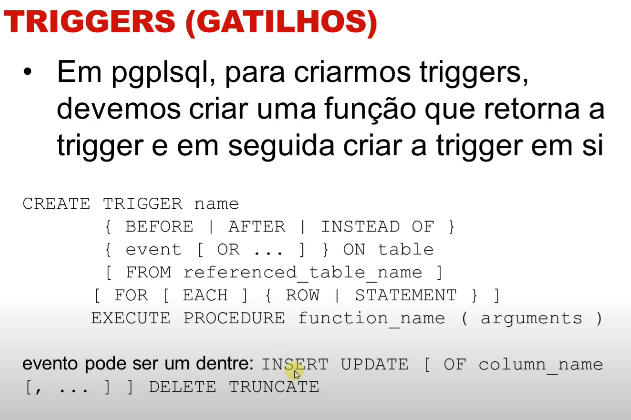 TRIGGERS (GATILHOS)
• Em pgplsql, para criarmos triggers,
devemos criar uma função que retorna a
trigger e em seguida criar a trigger em si
CREATE TRIGGER name
{ BEFORE | AFTER | INSTEAD OF }
{ event [ OR ... ] } ON table
[ FROM referenced_table_name ]
[ FOR [ EACH ] { ROW | STATEMENT } ]
EXECUTE PROCEDURE function_name ( arguments )
evento pode ser um dentre: INSERT UPDATE [ OF column_name
[, ... ] ] DELETE TRUNCATE